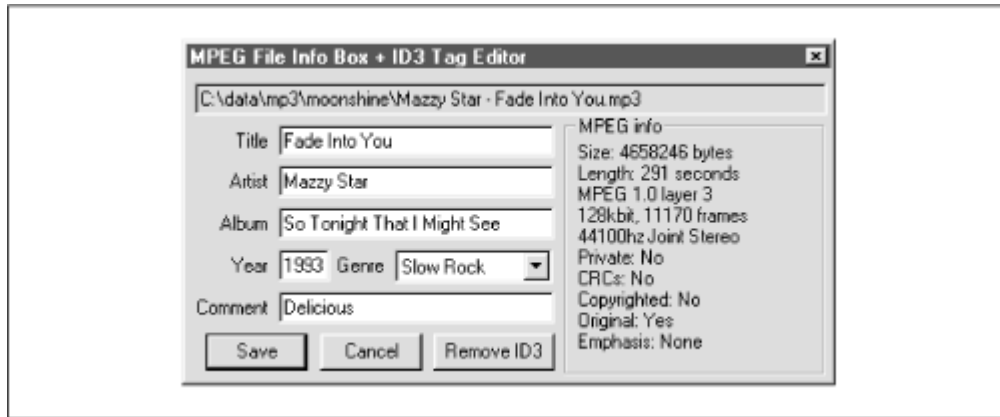 MPEG File Info Box + ID3 Tag Editor
C:\data\mp3\moonshine\Mazzy Star - Fade Into You.mp3
Title Fade Into You
Artist Mazzy Star
Album So Tonight That I Might See
Year 1993 Genre Slow Rock
Comment Delicious
Save Cancel Remove ID3
MPEG info
Size: 4658246 bytes
Length: 291 seconds
MPEG 1.0 layer 3
128kbit, 11170 frames
44100hz Joint Stereo
Private: No
CRCs: No
Copyrighted: No
Original: Yes
Emphasis: None